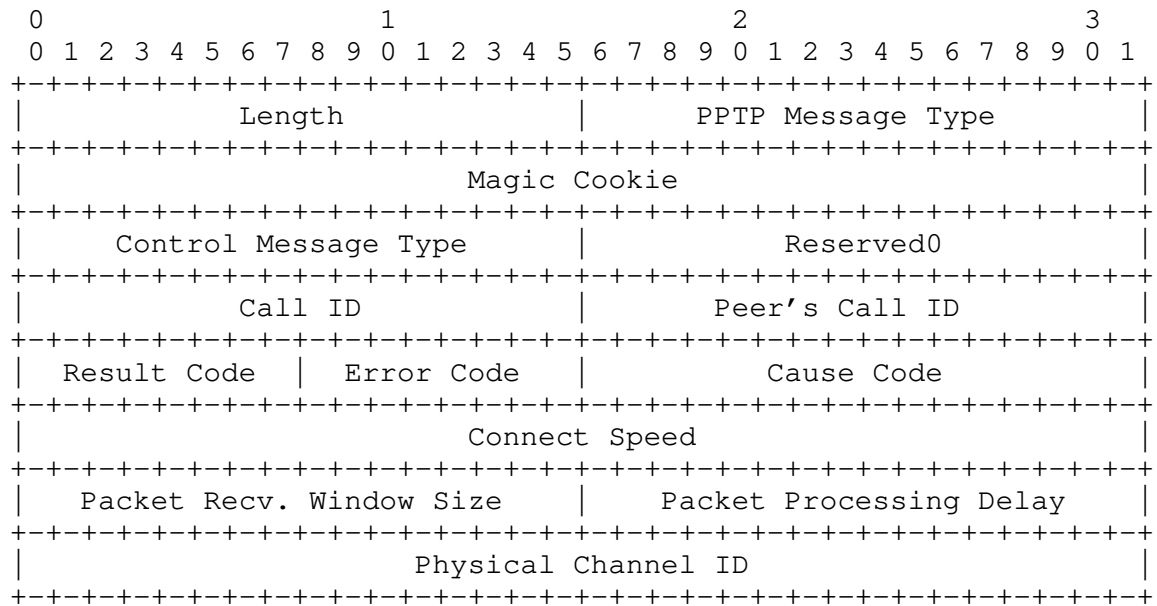 0                   1                   2                   3
 0 1 2 3 4 5 6 7 8 9 0 1 2 3 4 5 6 7 8 9 0 1 2 3 4 5 6 7 8 9 0 1
+-+-+-+-+-+-+-+-+-+-+-+-+-+-+-+-+-+-+-+-+-+-+-+-+-+-+-+-+-+-+-+-+
|            Length             |      PPTP Message Type        |
+-+-+-+-+-+-+-+-+-+-+-+-+-+-+-+-+-+-+-+-+-+-+-+-+-+-+-+-+-+-+-+-+
|                         Magic Cookie                          |
+-+-+-+-+-+-+-+-+-+-+-+-+-+-+-+-+-+-+-+-+-+-+-+-+-+-+-+-+-+-+-+-+
|     Control Message Type      |           Reserved0           |
+-+-+-+-+-+-+-+-+-+-+-+-+-+-+-+-+-+-+-+-+-+-+-+-+-+-+-+-+-+-+-+-+
|            Call ID            |       Peer’s Call ID          |
+-+-+-+-+-+-+-+-+-+-+-+-+-+-+-+-+-+-+-+-+-+-+-+-+-+-+-+-+-+-+-+-+
|  Result Code  |  Error Code   |          Cause Code           |
+-+-+-+-+-+-+-+-+-+-+-+-+-+-+-+-+-+-+-+-+-+-+-+-+-+-+-+-+-+-+-+-+
|                         Connect Speed                         |
+-+-+-+-+-+-+-+-+-+-+-+-+-+-+-+-+-+-+-+-+-+-+-+-+-+-+-+-+-+-+-+-+
|   Packet Recv. Window Size    |    Packet Processing Delay    |
+-+-+-+-+-+-+-+-+-+-+-+-+-+-+-+-+-+-+-+-+-+-+-+-+-+-+-+-+-+-+-+-+
|                      Physical Channel ID                      |
+-+-+-+-+-+-+-+-+-+-+-+-+-+-+-+-+-+-+-+-+-+-+-+-+-+-+-+-+-+-+-+-+